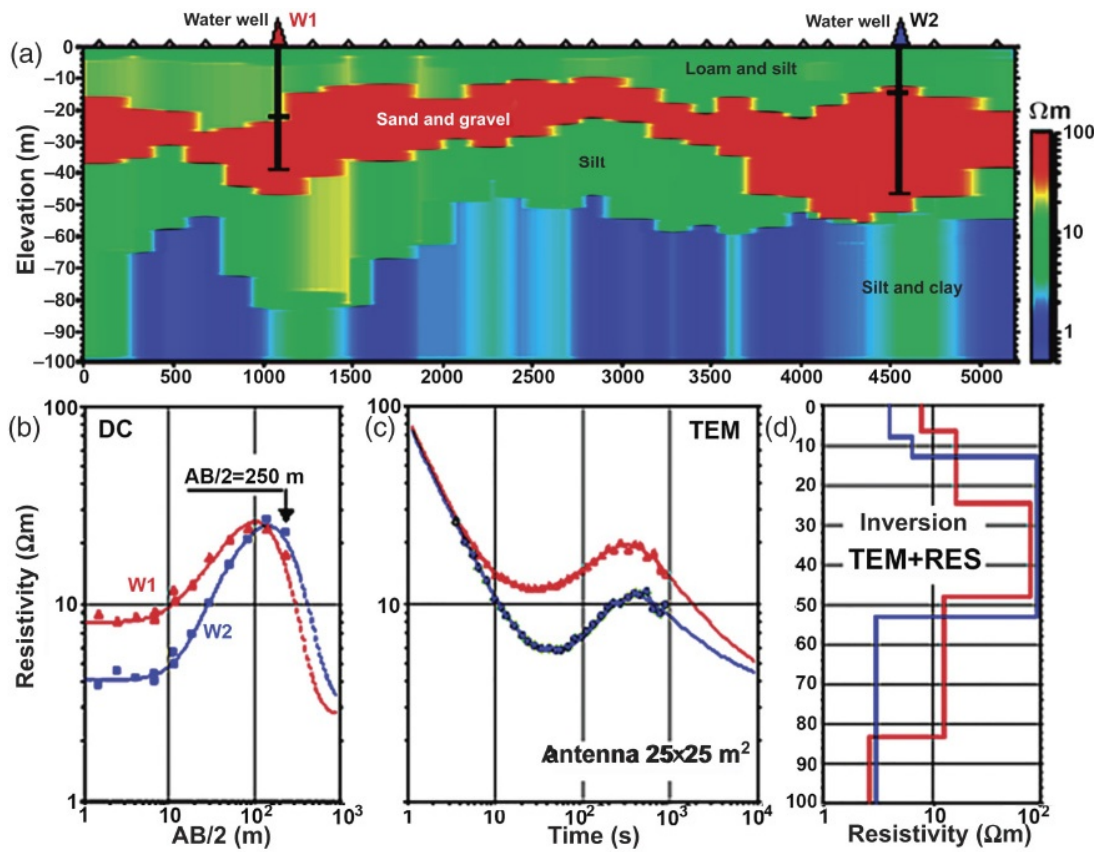 Water well W1
Water well W2
(a)
0
–10
–20
–30
–40
–50
–60
–70
–80
–90
–100
Elevation (m)
Loam and silt
Sand and gravel
Silt
Silt and clay
Ωm
100
10
1
0 500 1000 1500 2000 2500 3000 3500 4000 4500 5000
(b) DC
100
10
1
Resistivity (Ωm)
AB/2=250 m
W1
W2
1 10 10² 10³
AB/2 (m)
(c) TEM
100
10
Antenna 25×25 m²
1 10 10² 10³ 10⁴
Time (s)
(d)
0
10
20
30
40
50
60
70
80
90
100
Inversion
TEM+RES
1 10 10²
Resistivity (Ωm)